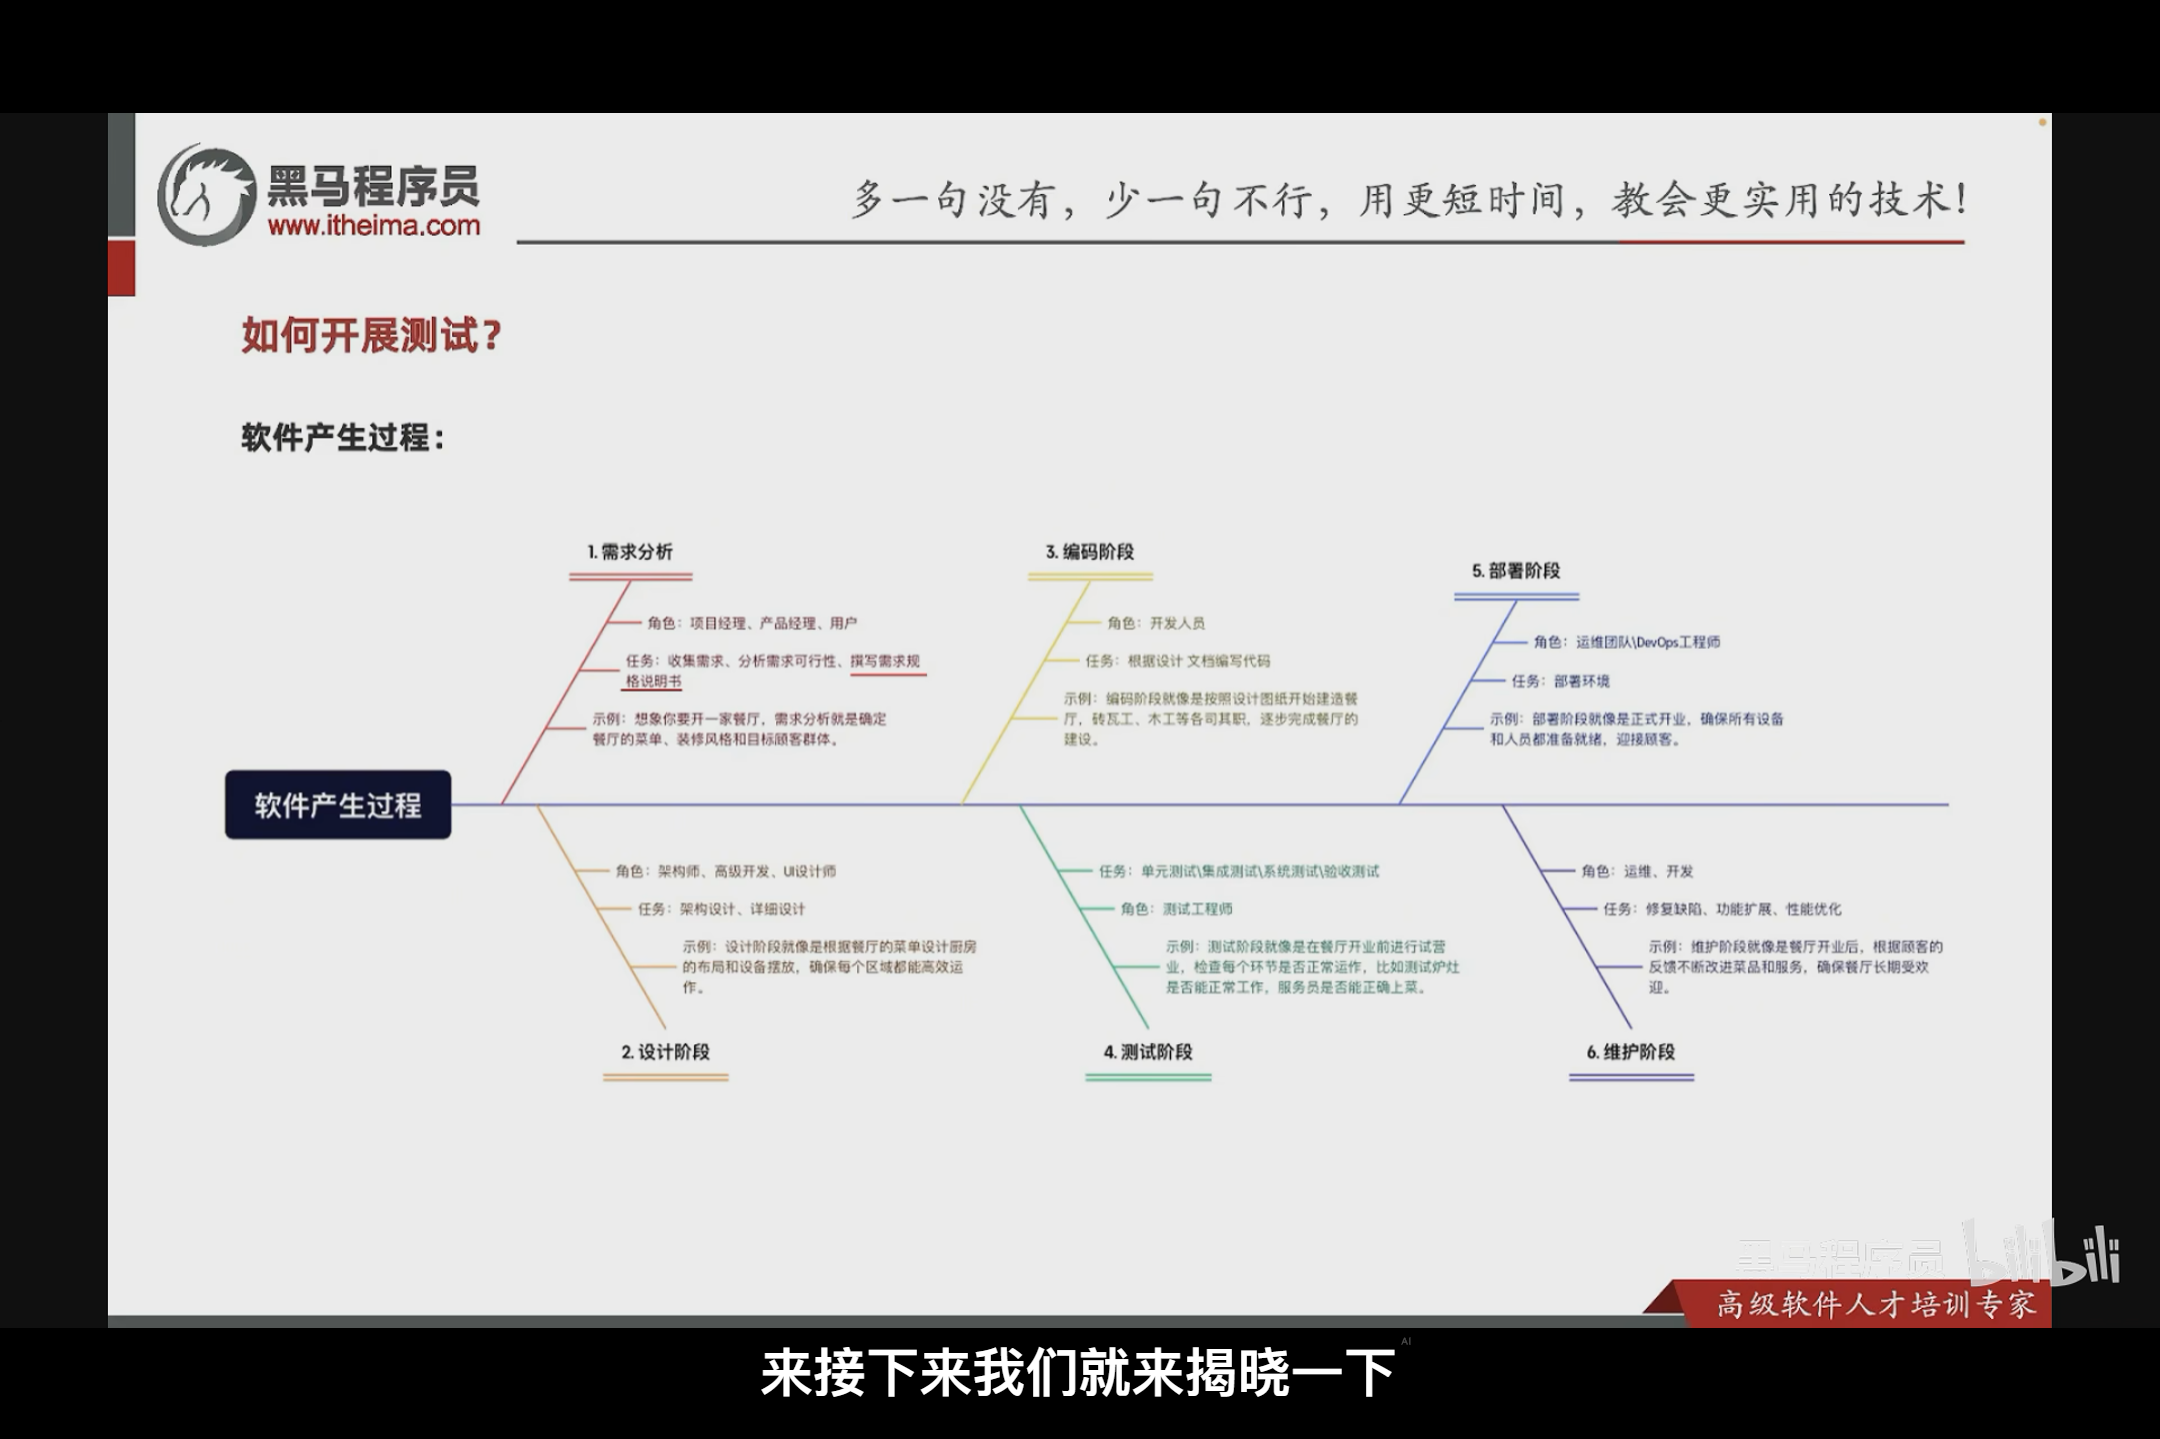 黑马程序员
www.itheima.com
多一句没有，少一句不行，用更短时间，教会更实用的技术！
如何开展测试？
软件产生过程：
软件产生过程
1. 需求分析
角色：项目经理、产品经理、用户
任务：收集需求、分析需求可行性、撰写需求规
格说明书
示例：想象你要开一家餐厅，需求分析就是确定
餐厅的菜单、装修风格和目标顾客群体。
角色：架构师、高级开发、UI设计师
任务：架构设计、详细设计
示例：设计阶段就像是根据餐厅的菜单设计厨房
的布局和设备摆放，确保每个区域都能高效运
作。
2. 设计阶段
3. 编码阶段
角色：开发人员
任务：根据设计 文档编写代码
示例：编码阶段就像是按照设计图纸开始建造餐
厅，砖瓦工、木工等各司其职，逐步完成餐厅的
建设。
任务：单元测试\集成测试\系统测试\验收测试
角色：测试工程师
示例：测试阶段就像是在餐厅开业前进行试营
业，检查每个环节是否正常运作，比如测试炉灶
是否能正常工作，服务员是否能正确上菜。
4. 测试阶段
5. 部署阶段
角色：运维团队\DevOps工程师
任务：部署环境
示例：部署阶段就像是正式开业，确保所有设备
和人员都准备就绪，迎接顾客。
角色：运维、开发
任务：修复缺陷、功能扩展、性能优化
示例：维护阶段就像是餐厅开业后，根据顾客的
反馈不断改进菜品和服务，确保餐厅长期受欢
迎。
6. 维护阶段
黑马程序员 bilibili
高级软件人才培训专家
AI
来接下来我们就来揭晓一下